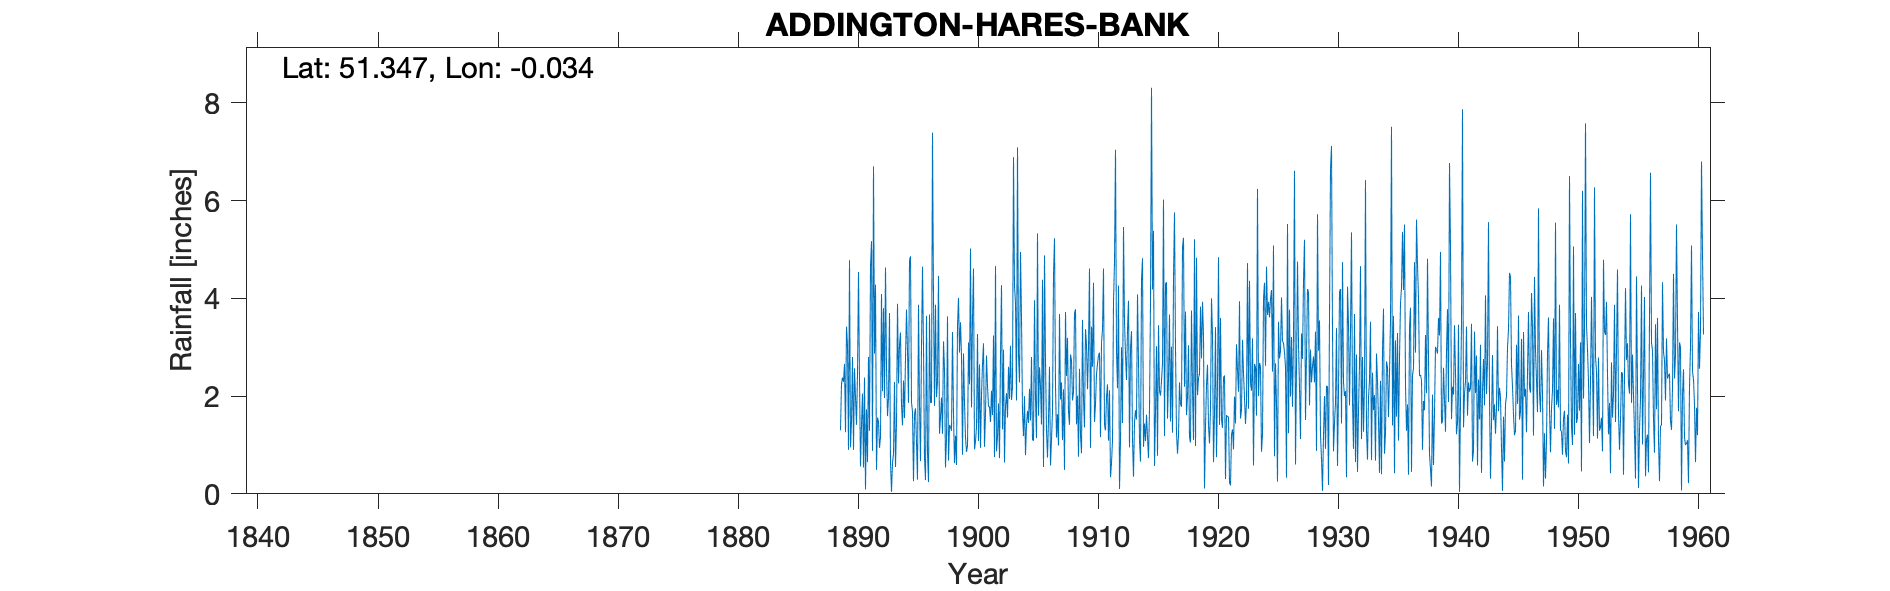 ADDINGTON-HARES-BANK
Lat: 51.347, Lon: -0.034
Rainfall [inches]
8
6
4
2
0
1840 1850 1860 1870 1880 1890 1900 1910 1920 1930 1940 1950 1960
Year